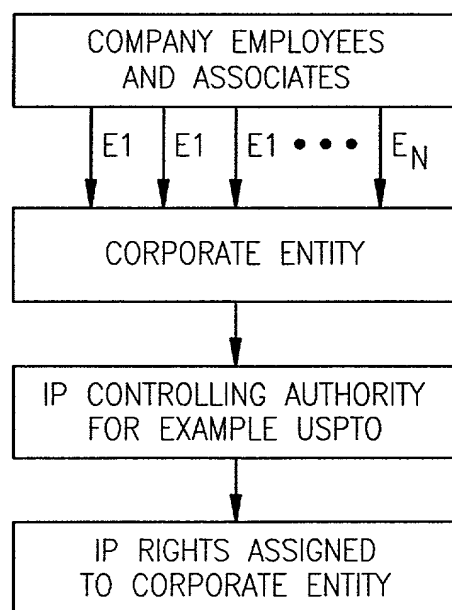 COMPANY EMPLOYEES
AND ASSOCIATES
E1 E1 E1 ••• EN
CORPORATE ENTITY
IP CONTROLLING AUTHORITY
FOR EXAMPLE USPTO
IP RIGHTS ASSIGNED
TO CORPORATE ENTITY